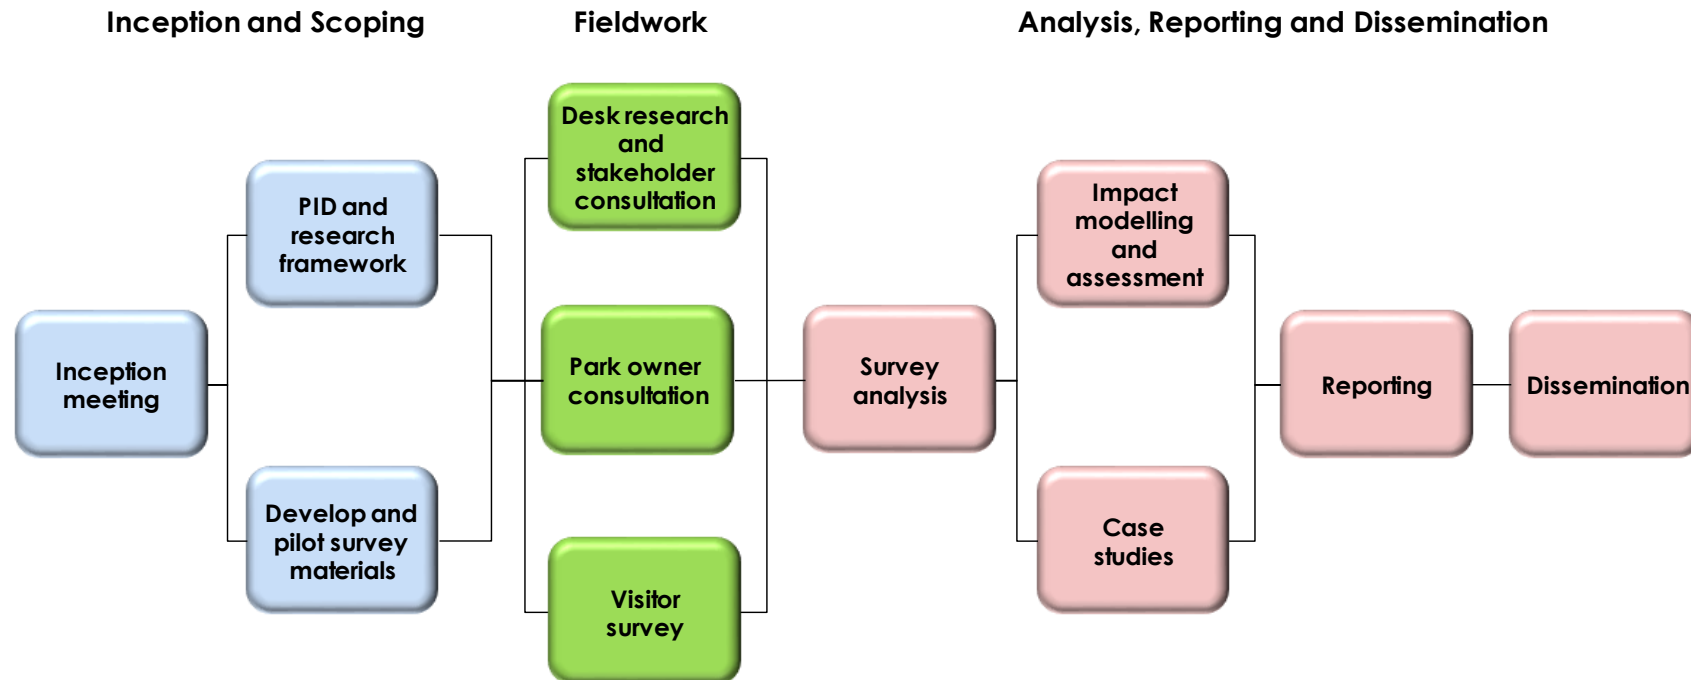 Inception and Scoping
Fieldwork
Analysis, Reporting and Dissemination
Inception
meeting
PID and
research
framework
Develop and
pilot survey
materials
Desk research
and
stakeholder
consultation
Park owner
consultation
Visitor
survey
Survey
analysis
Impact
modelling
and
assessment
Case
studies
Reporting
Dissemination